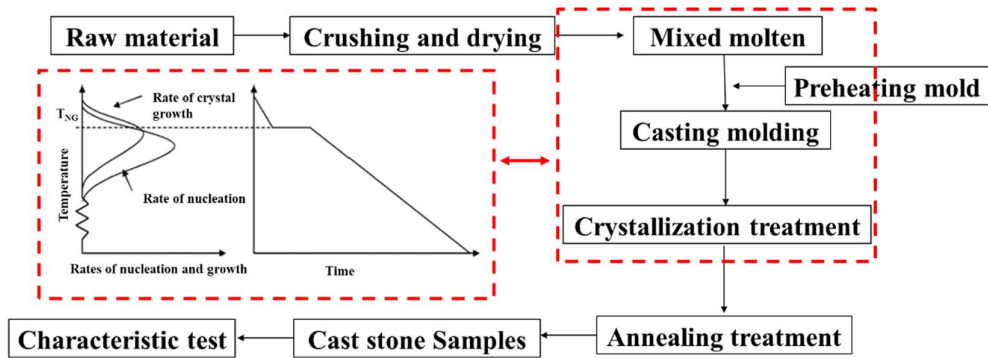 Raw material
Crushing and drying
Mixed molten
Preheating mold
Casting molding
Crystallization treatment
Annealing treatment
Cast stone Samples
Characteristic test
Rate of crystal
growth
T_NG
Temperature
Rate of nucleation
Rates of nucleation and growth
Time